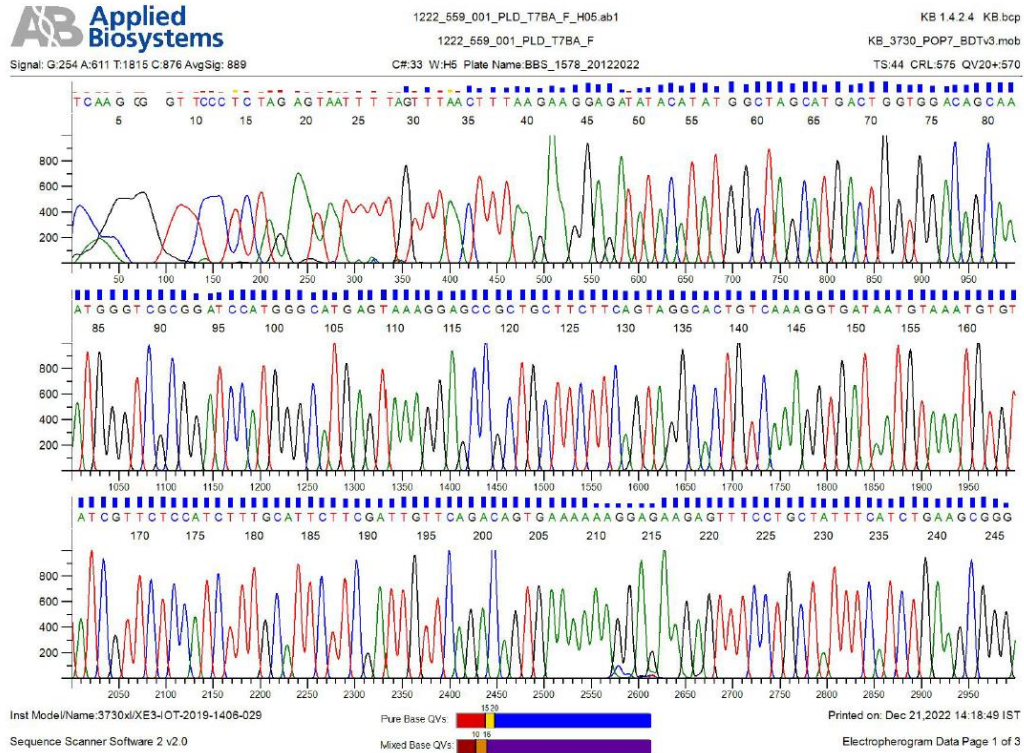 AB Applied Biosystems
1222_559_001_PLD_T7BA_F_H05.ab1
KB 1.4.2.4 KB.bcp
1222_559_001_PLD_T7BA_F
KB_3730_POP7_BDTv3.mob
Signal: G:254 A:611 T:1815 C:876 AvgSig: 889
C#:33 W:H5 Plate Name:BBS_1578_20122022
TS:44 CRL:575 QV20+:570
TCAAG CG GT TCCCTCTAGAGTAATTTTAGTTTAACTTTAAGAAGGAGATATACATATGGCTAGCATGACTGGTGGACAGCAA
5 10 15 20 25 30 35 40 45 50 55 60 65 70 75 80
800
600
400
200
50 100 150 200 250 300 350 400 450 500 550 600 650 700 750 800 850 900 950
ATGGGTCGCGGATCCATGGGCATGAGTAAAGGAGCCGCTGCTTCTTCAGTAGGCACTGTCAAAGGTGATAATGTAAATGTGT
85 90 95 100 105 110 115 120 125 130 135 140 145 150 155 160
800
600
400
200
1050 1100 1150 1200 1250 1300 1350 1400 1450 1500 1550 1600 1650 1700 1750 1800 1850 1900 1950
ATCGTTCTCCATCTTTGCATTCTTCGATTGTTCAGACAGTGAAAAAAGGAGAAGAGTTTCCTGCTATTTCATCTGAAGCGGG
170 175 180 185 190 195 200 205 210 215 220 225 230 235 240 245
800
600
400
200
2050 2100 2150 2200 2250 2300 2350 2400 2450 2500 2550 2600 2650 2700 2750 2800 2850 2900 2950
Inst Model/Name:3730xl/XE3-IOT-2019-1406-029
15 20
Pure Base QVs:
Printed on: Dec 21,2022 14:18:49 IST
Sequence Scanner Software 2 v2.0
10 16
Mixed Base QVs:
Electropherogram Data Page 1 of 3